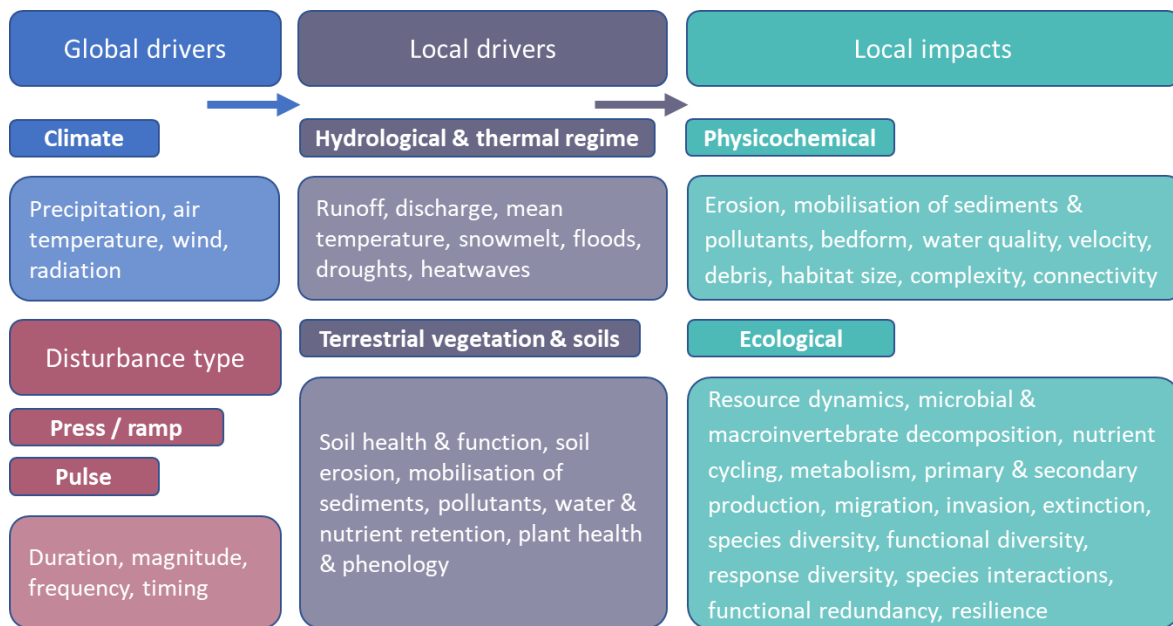 Global drivers
Climate
Precipitation, air
temperature, wind,
radiation
Disturbance type
Press / ramp
Pulse
Duration, magnitude,
frequency, timing
Local drivers
Hydrological & thermal regime
Runoff, discharge, mean
temperature, snowmelt, floods,
droughts, heatwaves
Terrestrial vegetation & soils
Soil health & function, soil
erosion, mobilisation of
sediments, pollutants, water &
nutrient retention, plant health
& phenology
Local impacts
Physicochemical
Erosion, mobilisation of sediments &
pollutants, bedform, water quality, velocity,
debris, habitat size, complexity, connectivity
Ecological
Resource dynamics, microbial &
macroinvertebrate decomposition, nutrient
cycling, metabolism, primary & secondary
production, migration, invasion, extinction,
species diversity, functional diversity,
response diversity, species interactions,
functional redundancy, resilience